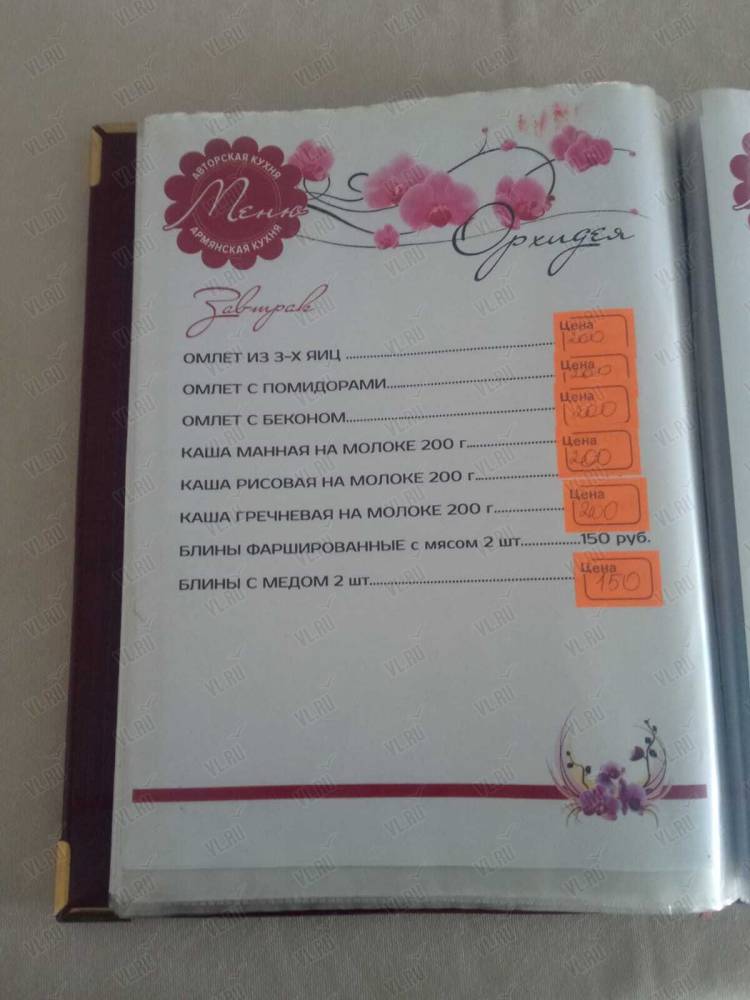 АВТОРСКАЯ КУХНЯ
Меню
АРМЯНСКАЯ КУХНЯ
Орхидея
Завтрак
ОМЛЕТ ИЗ 3-Х ЯИЦ Цена 200
ОМЛЕТ С ПОМИДОРАМИ Цена 200
ОМЛЕТ С БЕКОНОМ Цена 200
КАША МАННАЯ НА МОЛОКЕ 200 г. Цена 200
КАША РИСОВАЯ НА МОЛОКЕ 200 г.
КАША ГРЕЧНЕВАЯ НА МОЛОКЕ 200 г. Цена 200
БЛИНЫ ФАРШИРОВАННЫЕ с мясом 2 шт. 150 руб.
БЛИНЫ С МЕДОМ 2 шт. Цена 150
VL.RU